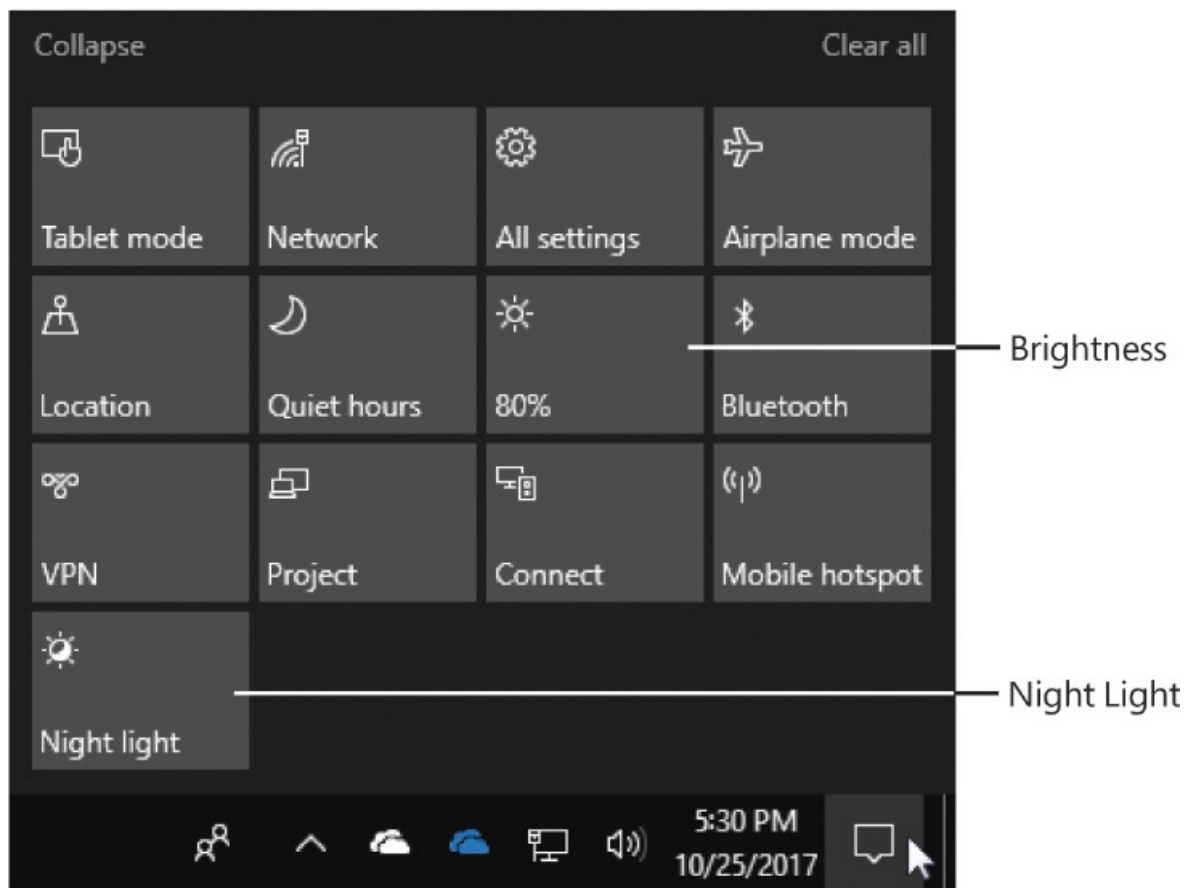 Collapse
Clear all
Tablet mode
Network
All settings
Airplane mode
Location
Quiet hours
80%
Bluetooth
Brightness
VPN
Project
Connect
Mobile hotspot
Night light
Night Light
5:30 PM
10/25/2017